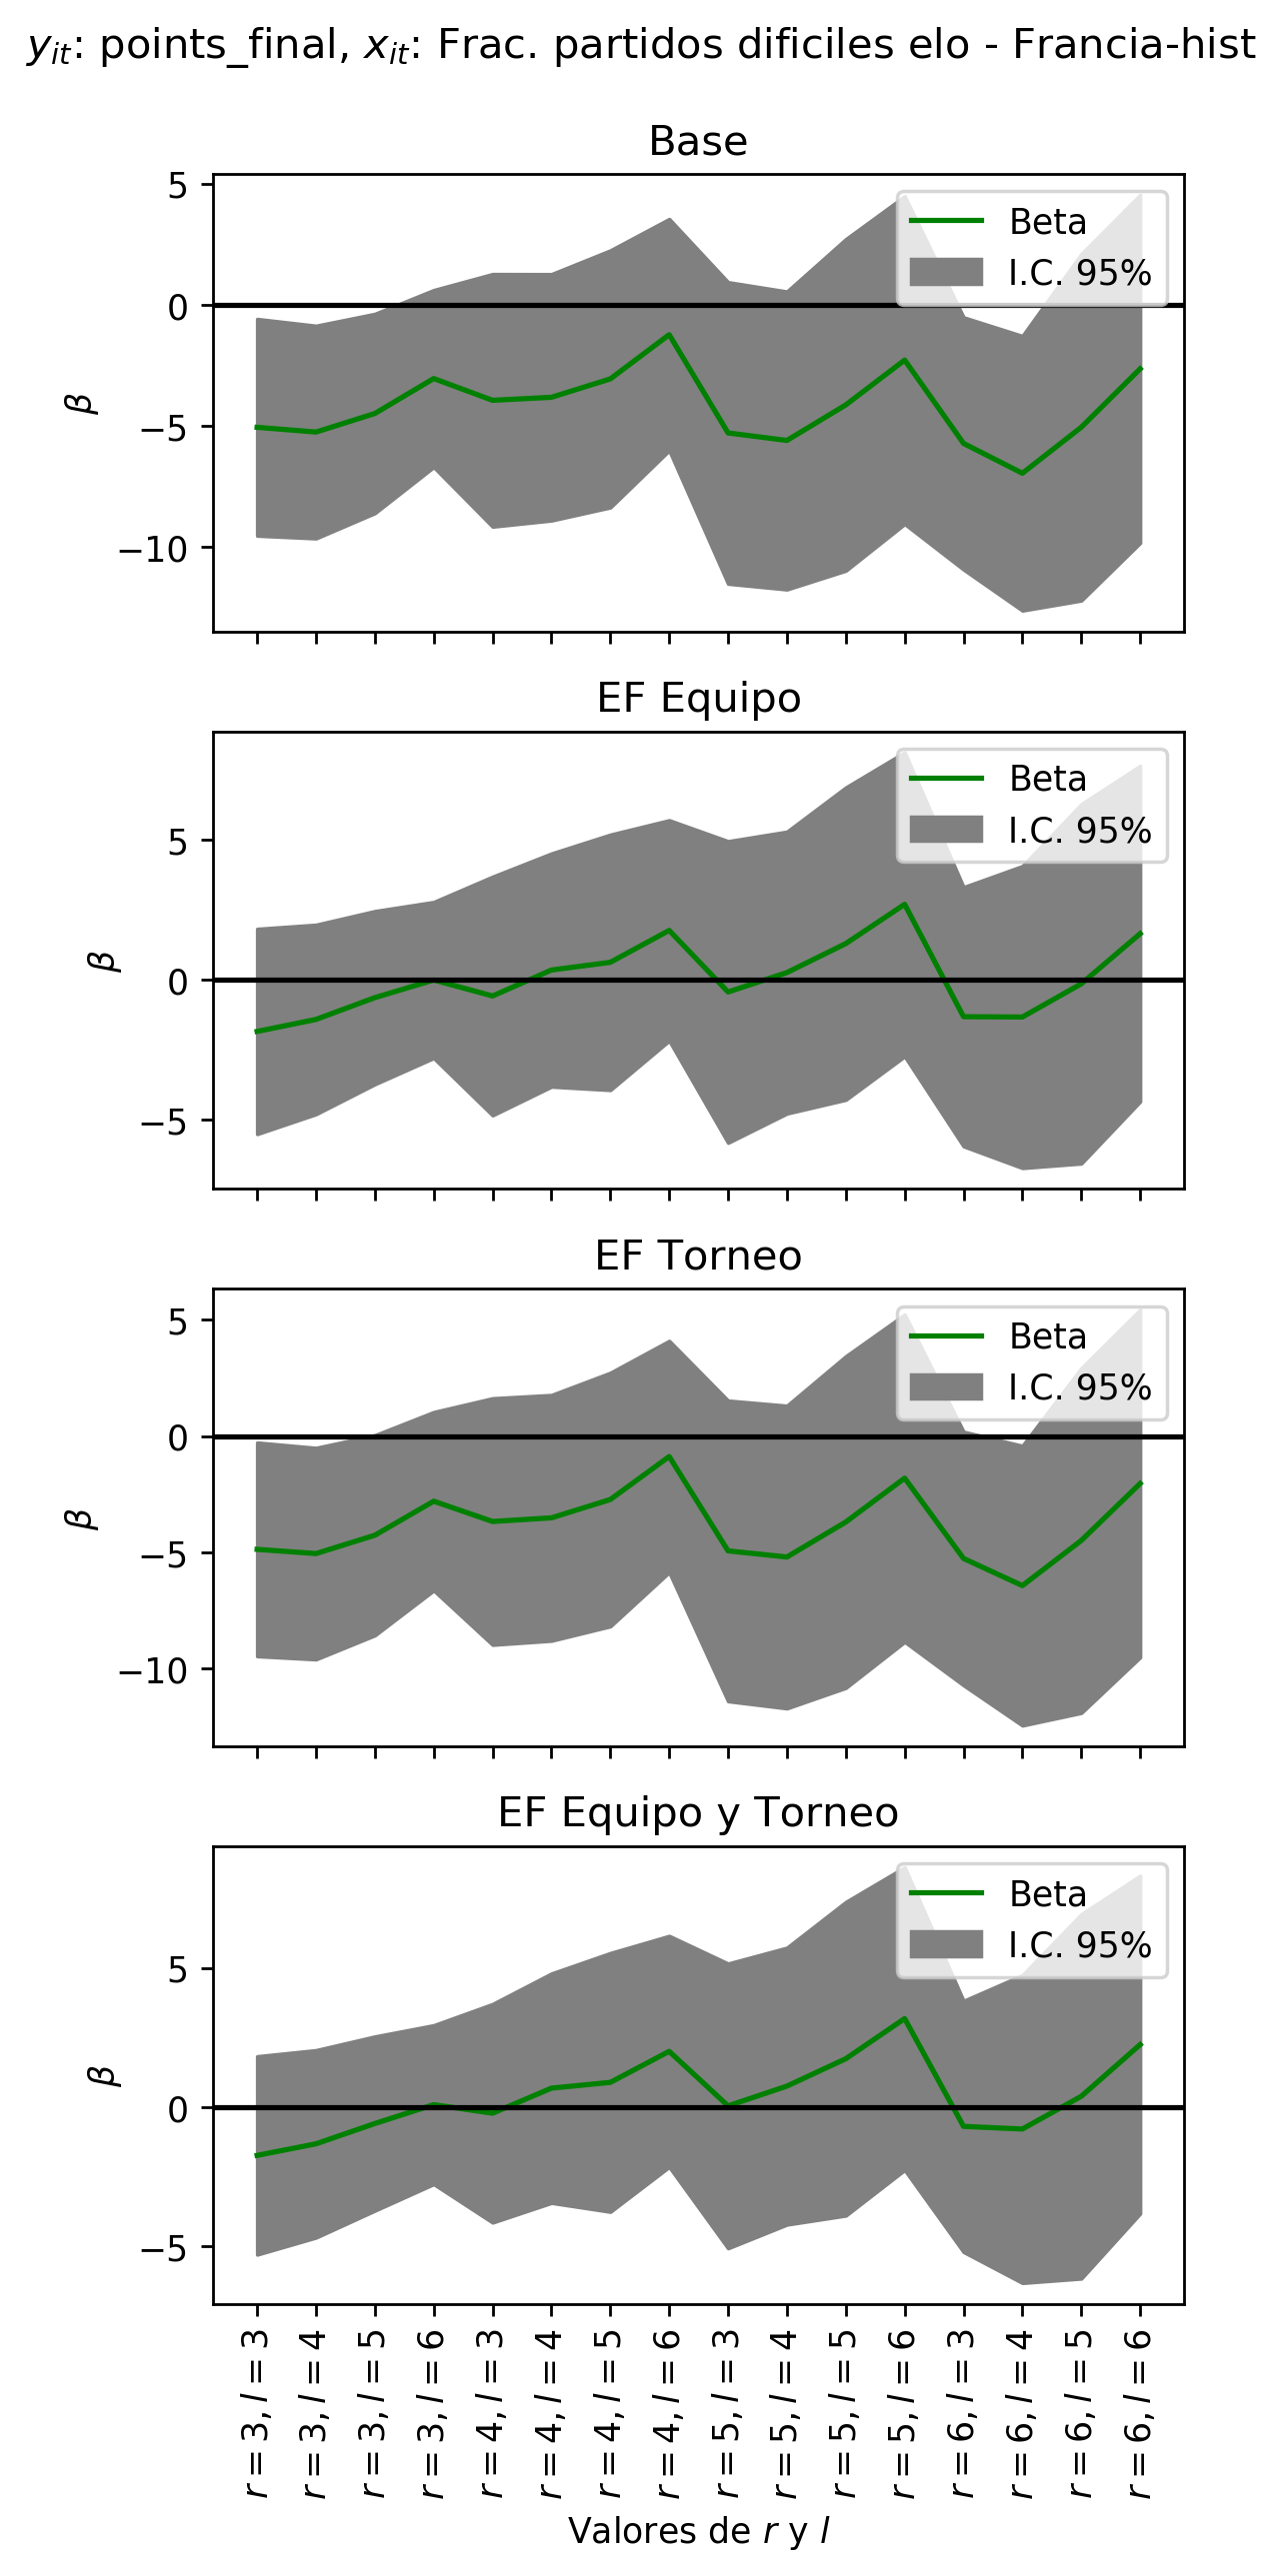 y_it: points_final, x_it: Frac. partidos dificiles elo - Francia-hist
Base
5
0
−5
−10
β
Beta
I.C. 95%
EF Equipo
5
0
−5
β
Beta
I.C. 95%
EF Torneo
5
0
−5
−10
β
Beta
I.C. 95%
EF Equipo y Torneo
5
0
−5
β
Beta
I.C. 95%
r = 3, l = 3
r = 3, l = 4
r = 3, l = 5
r = 3, l = 6
r = 4, l = 3
r = 4, l = 4
r = 4, l = 5
r = 4, l = 6
r = 5, l = 3
r = 5, l = 4
r = 5, l = 5
r = 5, l = 6
r = 6, l = 3
r = 6, l = 4
r = 6, l = 5
r = 6, l = 6
Valores de r y l